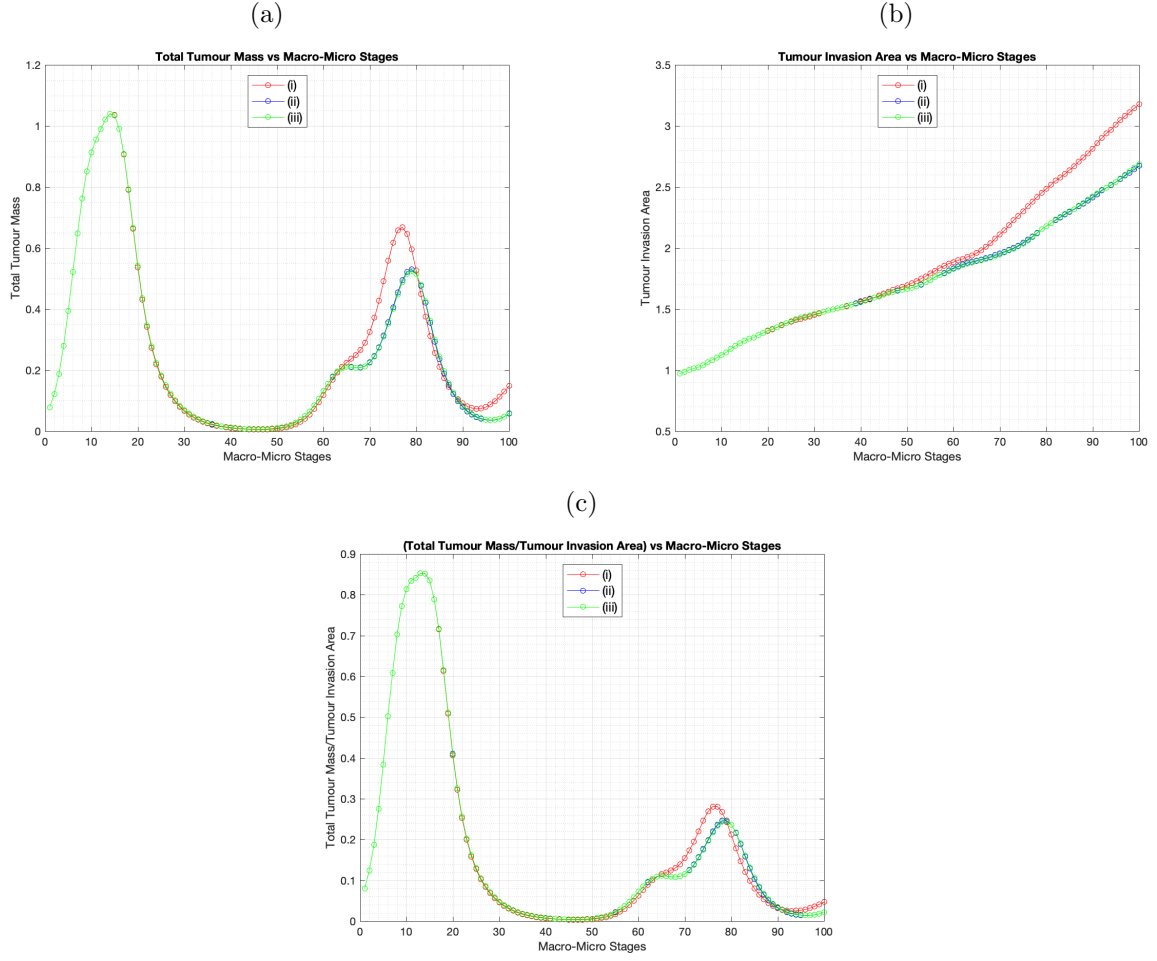 (a)
Total Tumour Mass vs Macro-Micro Stages
1.2
1
0.8
0.6
0.4
0.2
0
Total Tumour Mass
(i)
(ii)
(iii)
0 10 20 30 40 50 60 70 80 90 100
Macro-Micro Stages
(b)
Tumour Invasion Area vs Macro-Micro Stages
3.5
3
2.5
2
1.5
1
0.5
Tumour Invasion Area
(i)
(ii)
(iii)
0 10 20 30 40 50 60 70 80 90 100
Macro-Micro Stages
(c)
(Total Tumour Mass/Tumour Invasion Area) vs Macro-Micro Stages
0.9
0.8
0.7
0.6
0.5
0.4
0.3
0.2
0.1
0
Total Tumour Mass/Tumour Invasion Area
(i)
(ii)
(iii)
0 10 20 30 40 50 60 70 80 90 100
Macro-Micro Stages